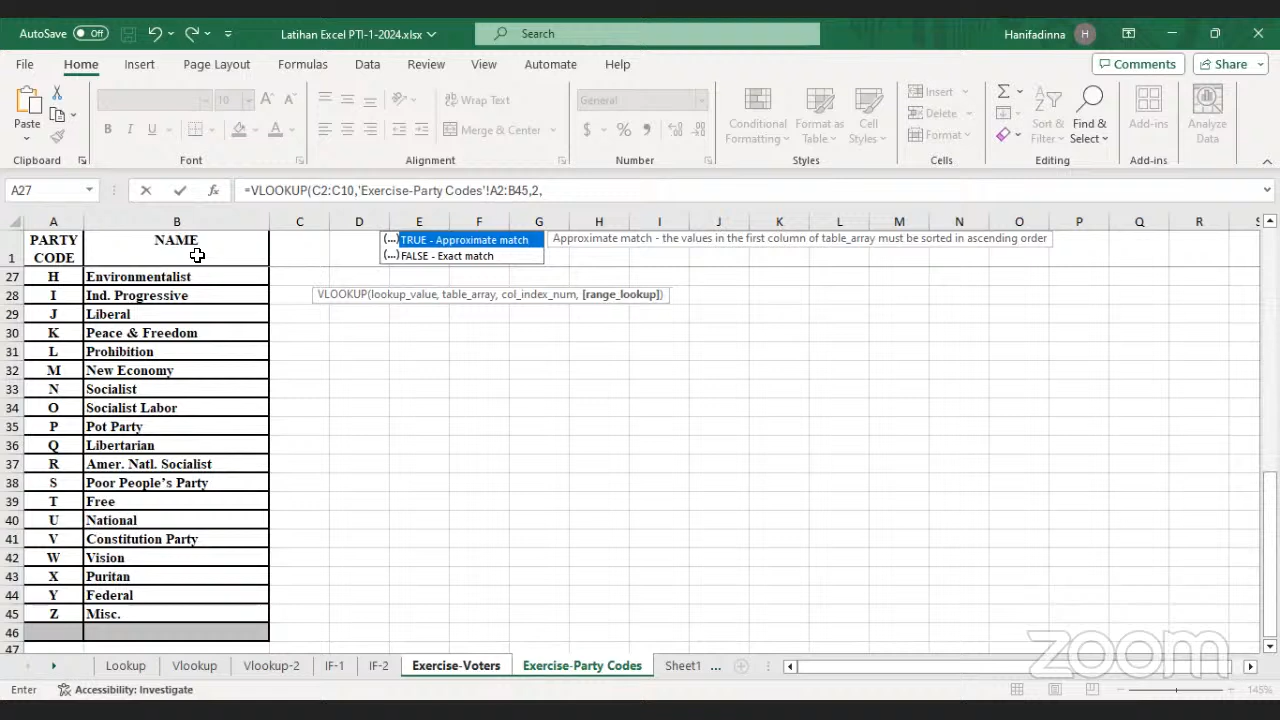 AutoSave Off Latihan Excel PTI-1-2024.xlsx Search Hanifadinna H
File Home Insert Page Layout Formulas Data Review View Automate Help Comments Share
Paste
Clipboard
10 A A
B I U A
Font
Wrap Text
Merge & Center
Alignment
General
$ % ,
Number
Conditional Formatting
Format as Table
Cell Styles
Styles
Insert
Delete
Format
Cells
Sort & Filter
Find & Select
Editing
Add-ins
Add-ins
Analyze Data
A27 fx =VLOOKUP(C2:C10,'Exercise-Party Codes'!A2:B45,2,
A B C D E F G H I J K L M N O P Q R S
1 PARTY CODE NAME
(...) TRUE - Approximate match Approximate match - the values in the first column of table_array must be sorted in ascending order
(...) FALSE - Exact match
27 H Environmentalist
28 I Ind. Progressive
VLOOKUP(lookup_value, table_array, col_index_num, [range_lookup])
29 J Liberal
30 K Peace & Freedom
31 L Prohibition
32 M New Economy
33 N Socialist
34 O Socialist Labor
35 P Pot Party
36 Q Libertarian
37 R Amer. Natl. Socialist
38 S Poor People's Party
39 T Free
40 U National
41 V Constitution Party
42 W Vision
43 X Puritan
44 Y Federal
45 Z Misc.
46
47
zoom
Lookup Vlookup Vlookup-2 IF-1 IF-2 Exercise-Voters Exercise-Party Codes Sheet1 ...
Enter Accessibility: Investigate 145%